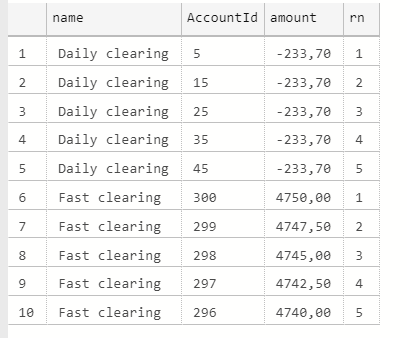 name AccountId amount rn
1 Daily clearing 5 -233,70 1
2 Daily clearing 15 -233,70 2
3 Daily clearing 25 -233,70 3
4 Daily clearing 35 -233,70 4
5 Daily clearing 45 -233,70 5
6 Fast clearing 300 4750,00 1
7 Fast clearing 299 4747,50 2
8 Fast clearing 298 4745,00 3
9 Fast clearing 297 4742,50 4
10 Fast clearing 296 4740,00 5